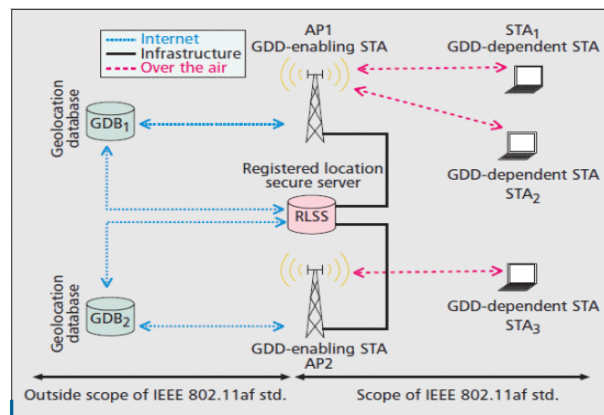 Internet
Infrastructure
Over the air
AP1
GDD-enabling STA
STA1
GDD-dependent STA
Geolocation
database
GDB1
GDD-dependent STA
STA2
Registered location
secure server
RLSS
Geolocation
database
GDB2
GDD-enabling STA
AP2
GDD-dependent STA
STA3
Outside scope of IEEE 802.11af std.
Scope of IEEE 802.11af std.